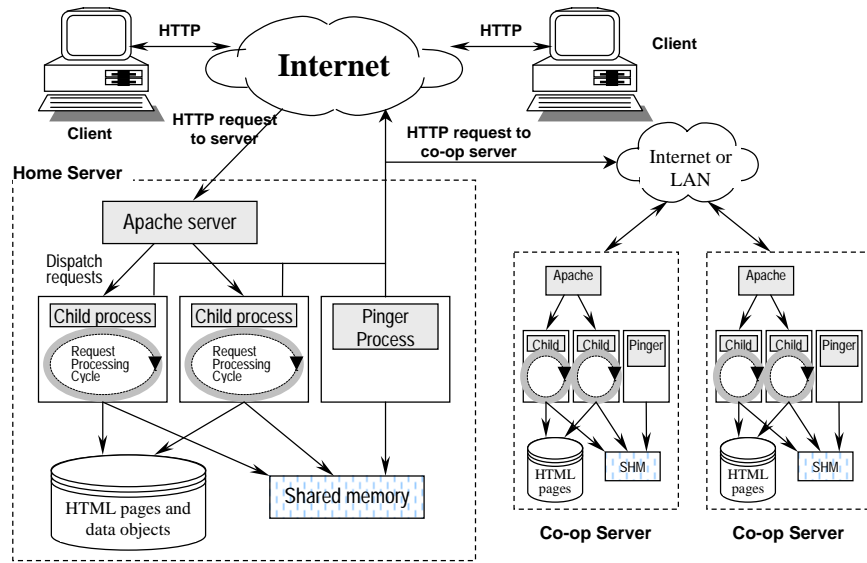 HTTP
HTTP
Internet
Client
Client
HTTP request
to server
HTTP request to
co-op server
Internet or
LAN
Home Server
Apache server
Dispatch
requests
Child process
Request
Processing
Cycle
Child process
Request
Processing
Cycle
Pinger
Process
HTML pages and
data objects
Shared memory
Apache
Child
Child
Pinger
HTML
pages
SHM
Co-op Server
Apache
Child
Child
Pinger
HTML
pages
SHM
Co-op Server